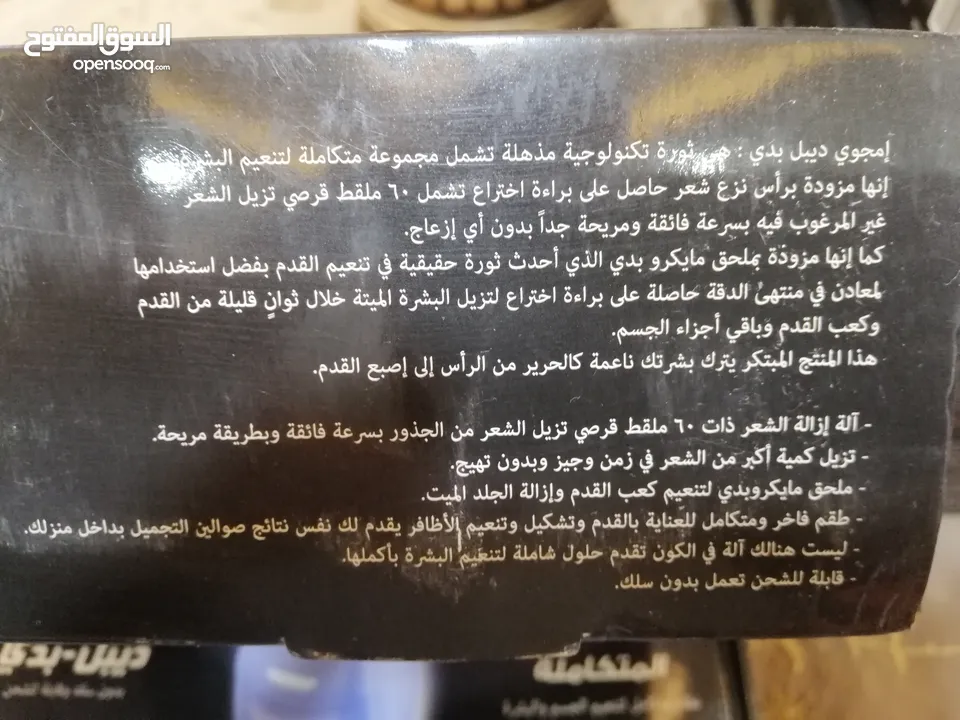 السوق المفتوح
opensooq.com
إمجوي ديبل بدي : هي ثورة تكنولوجية مذهلة تشمل مجموعة متكاملة لتنعيم البشرة
إنها مزودة برأس نزع شعر حاصل على براءة اختراع تشمل ٦٠ ملقط قرصي تزيل الشعر
غير المرغوب فيه بسرعة فائقة ومريحة جداً بدون أي إزعاج.
كما إنها مزودة بملحق مايكرو بدي الذي أحدث ثورة حقيقية في تنعيم القدم بفضل استخدامها
لمعادن في منتهىٰ الدقة حاصلة على براءة اختراع لتزيل البشرة الميتة خلال ثوانٍ قليلة من القدم
وكعب القدم وباقي أجزاء الجسم.
هذا المنتج المبتكر يترك بشرتك ناعمة كالحرير من الرأس إلى إصبع القدم.
- آلة إزالة الشعر ذات ٦٠ ملقط قرصي تزيل الشعر من الجذور بسرعة فائقة وبطريقة مريحة.
- تزيل كمية أكبر من الشعر في زمن وجيز وبدون تهيج.
- ملحق مايكروبدي لتنعيم كعب القدم وإزالة الجلد الميت.
- طقم فاخر ومتكامل للعناية بالقدم وتشكيل وتنعيم الأظافر يقدم لك نفس نتائج صوالين التجميل بداخل منزلك.
- ليست هنالك آلة في الكون تقدم حلول شاملة لتنعيم البشرة بأكملها.
- قابلة للشحن تعمل بدون سلك.
المتكاملة
ديبل-بدي